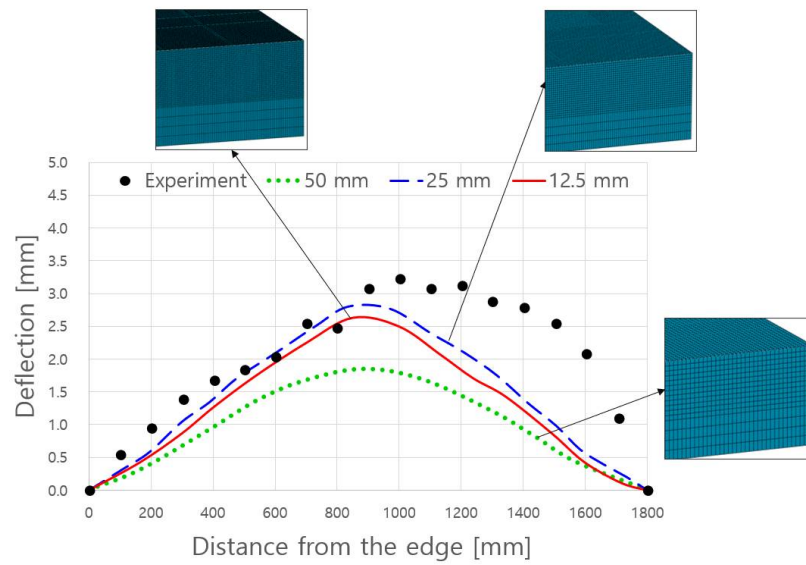 5.0
Experiment 50 mm 25 mm 12.5 mm
4.5
4.0
3.5
3.0
2.5
2.0
1.5
1.0
0.5
0.0
Deflection [mm]
0 200 400 600 800 1000 1200 1400 1600 1800
Distance from the edge [mm]